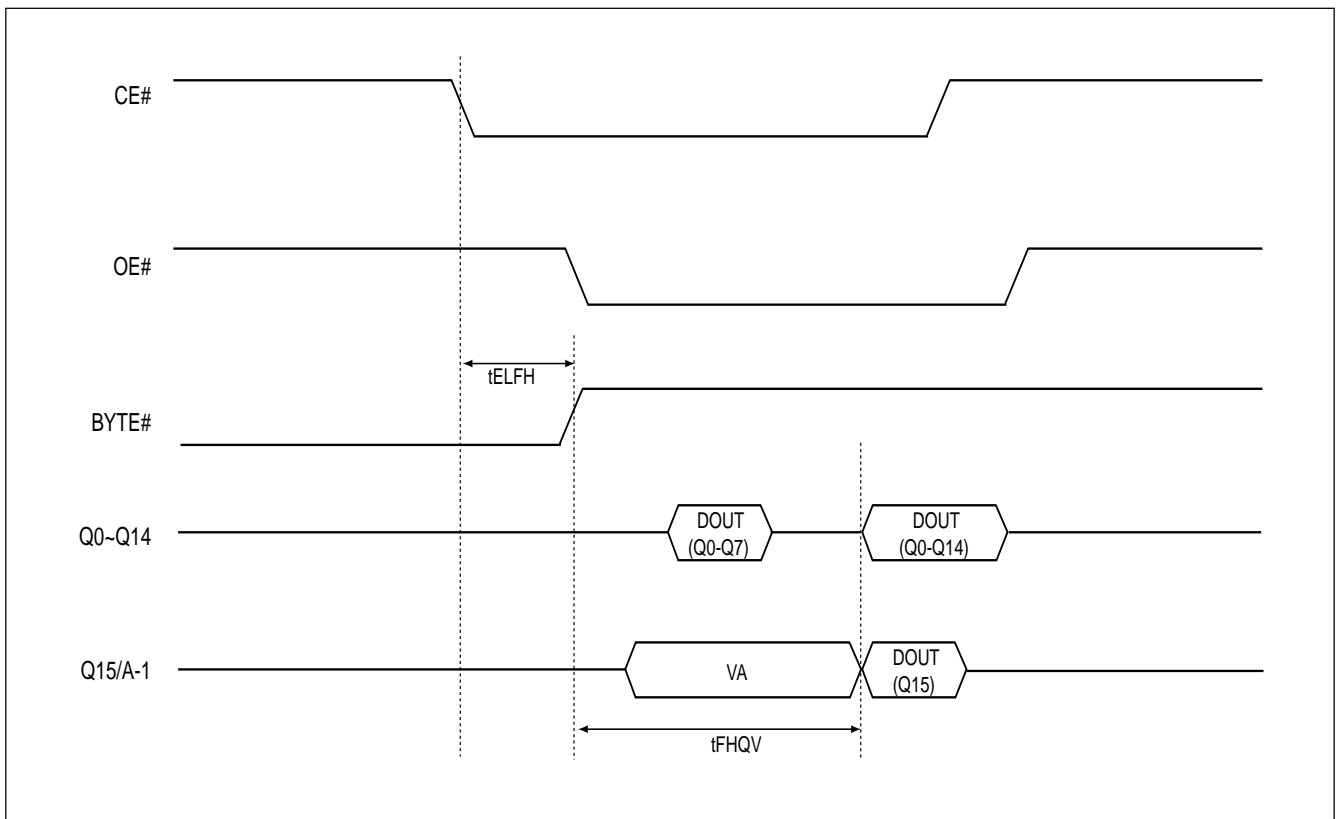 CE#
OE#
tELFH
BYTE#
Q0~Q14
DOUT
(Q0-Q7)
DOUT
(Q0-Q14)
Q15/A-1
VA
DOUT
(Q15)
tFHQV